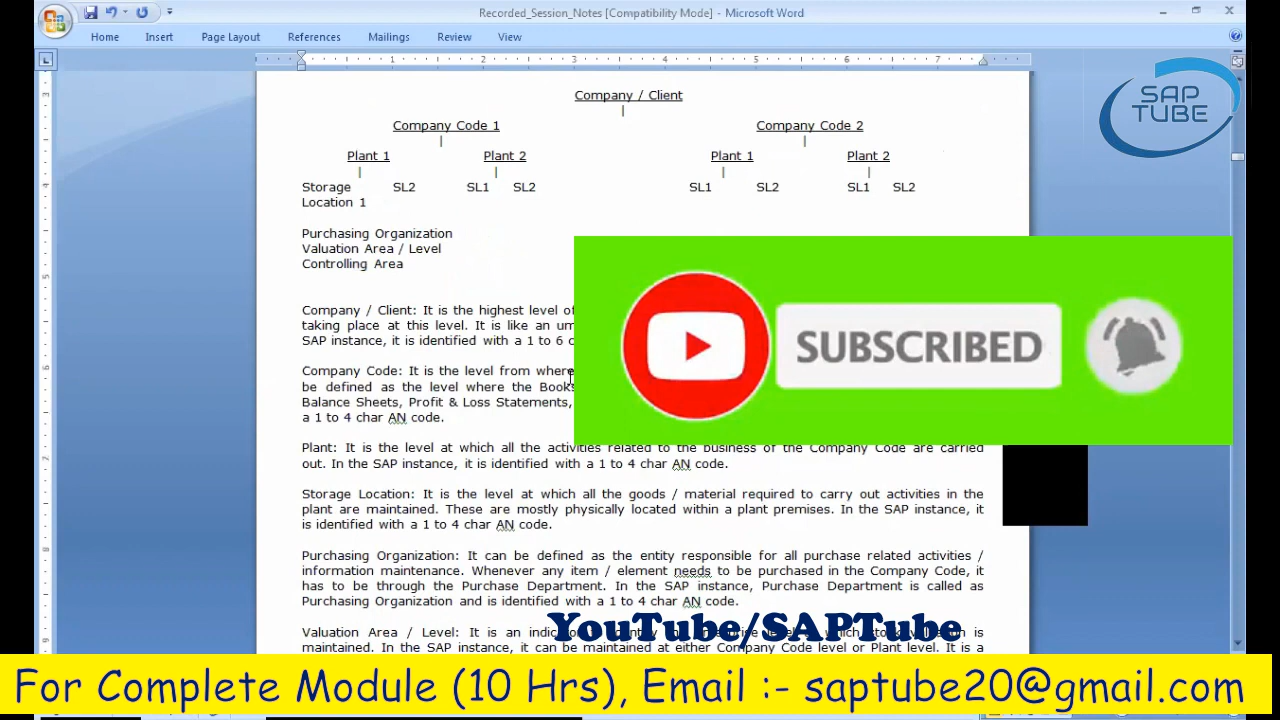 Recorded_Session_Notes [Compatibility Mode] - Microsoft Word
Home Insert Page Layout References Mailings Review View
1 2 3 4 5 6 7
SAP
TUBE
Company / Client
Company Code 1 Company Code 2
Plant 1 Plant 2 Plant 1 Plant 2
Storage SL2 SL1 SL2 SL1 SL2 SL1 SL2
Location 1
Purchasing Organization
Valuation Area / Level
Controlling Area
Company / Client: It is the highest level of
taking place at this level. It is like an
SAP instance, it is identified with a 1 to 6
SUBSCRIBED
Company Code: It is the level from where
be defined as the level where the Books
Balance Sheets, Profit & Loss Statements,
a 1 to 4 char AN code.
Plant: It is the level at which all the activities related to the business of the Company Code are carried
out. In the SAP instance, it is identified with a 1 to 4 char AN code.
Storage Location: It is the level at which all the goods / material required to carry out activities in the
plant are maintained. These are mostly physically located within a plant premises. In the SAP instance, it
is identified with a 1 to 4 char AN code.
Purchasing Organization: It can be defined as the entity responsible for all purchase related activities /
information maintenance. Whenever any item / element needs to be purchased in the Company Code, it
has to be through the Purchase Department. In the SAP instance, Purchase Department is called as
Purchasing Organization and is identified with a 1 to 4 char AN code.
YouTube/SAPTube
Valuation Area / Level: It is an is
maintained. In the SAP instance, it can be maintained at either Company Code level or Plant level. It is a
For Complete Module (10 Hrs), Email :- saptube20@gmail.com